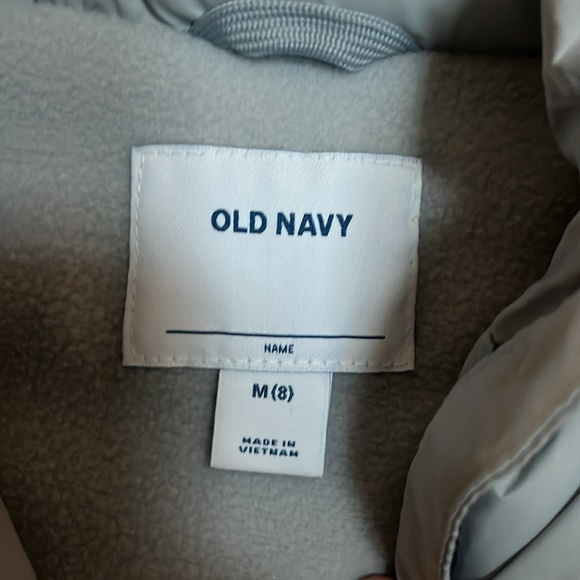 OLD NAVY
NAME
M (8)
MADE IN
VIETNAM